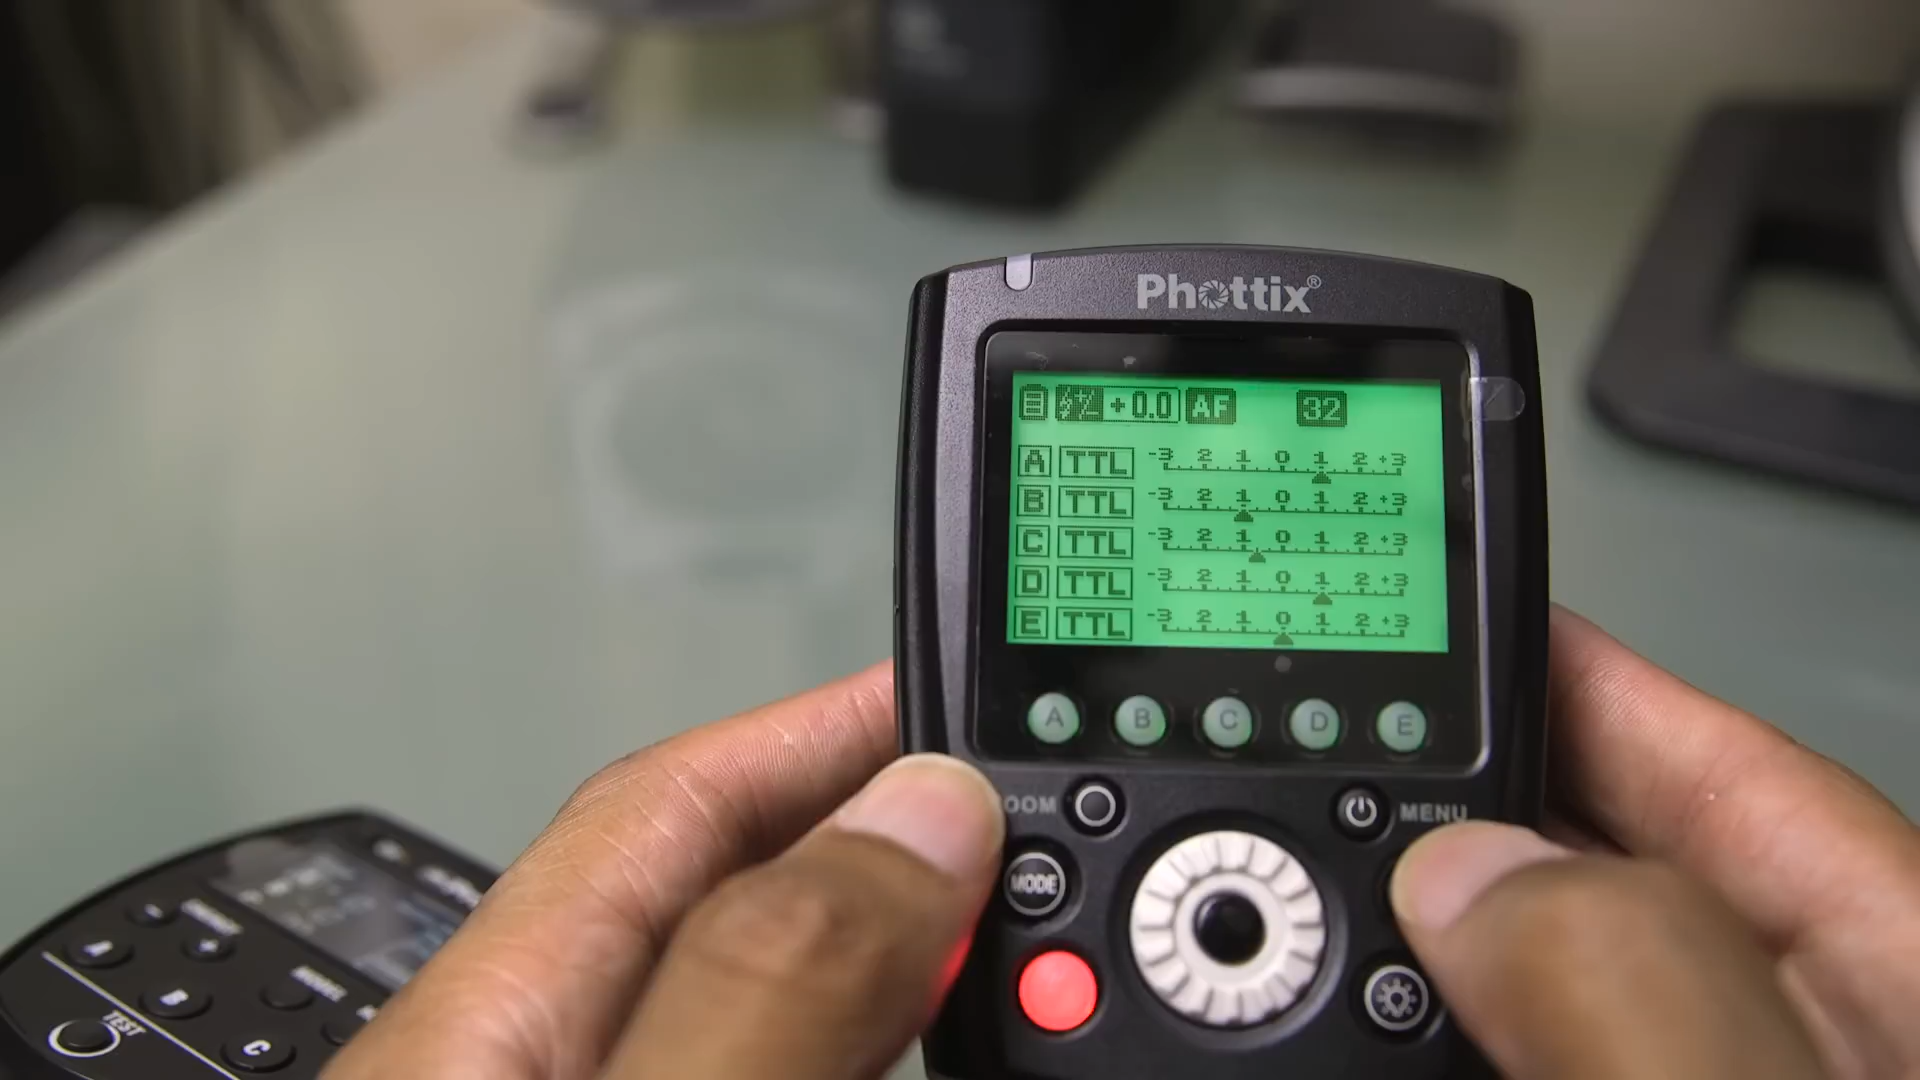 Phottix®
+0.0 AF 32
A TTL -3 2 1 0 1 2 +3
B TTL -3 2 1 0 1 2 +3
C TTL -3 2 1 0 1 2 +3
D TTL -3 2 1 0 1 2 +3
E TTL -3 2 1 0 1 2 +3
A B C D E
OOM MENU
MODE
A
B
C
TEST
MODEL